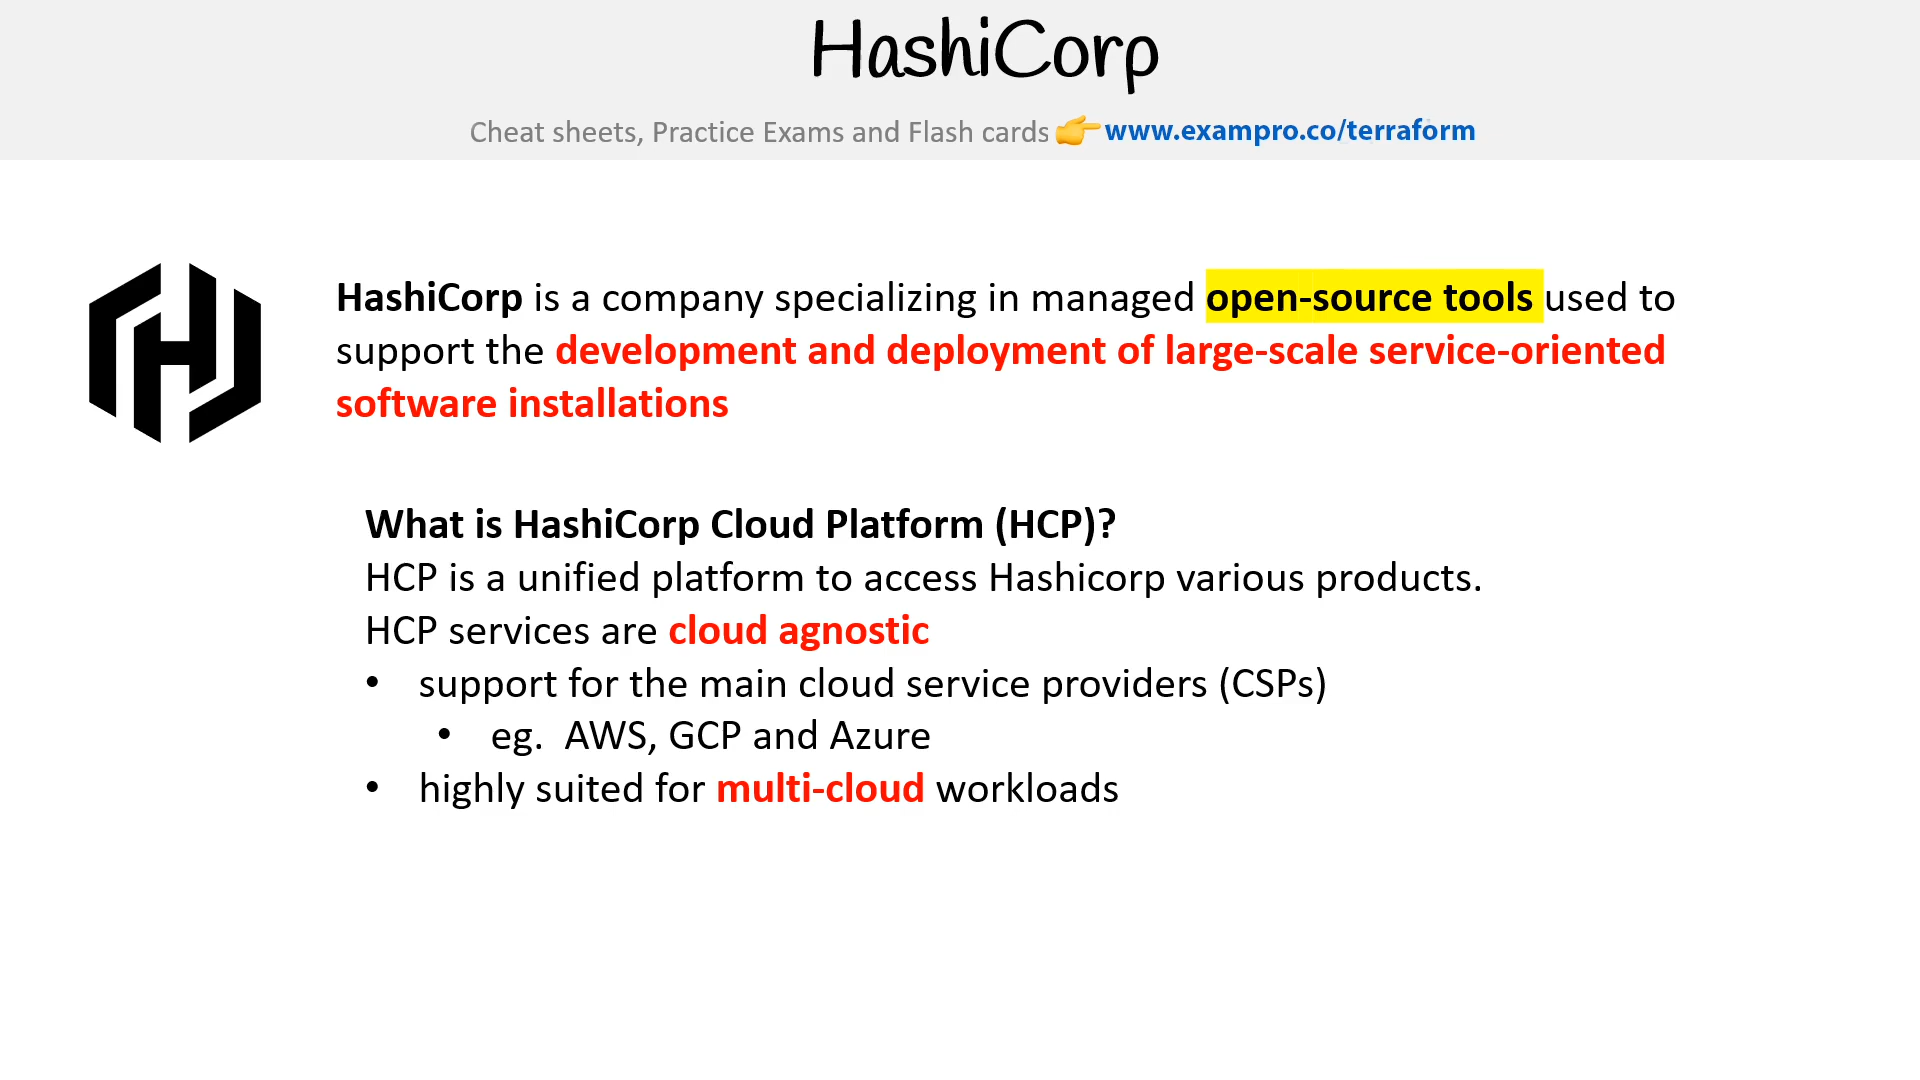 HashiCorp
Cheat sheets, Practice Exams and Flash cards 👉 www.exampro.co/terraform
HashiCorp is a company specializing in managed open-source tools used to
support the development and deployment of large-scale service-oriented
software installations
What is HashiCorp Cloud Platform (HCP)?
HCP is a unified platform to access Hashicorp various products.
HCP services are cloud agnostic
• support for the main cloud service providers (CSPs)
• eg. AWS, GCP and Azure
• highly suited for multi-cloud workloads